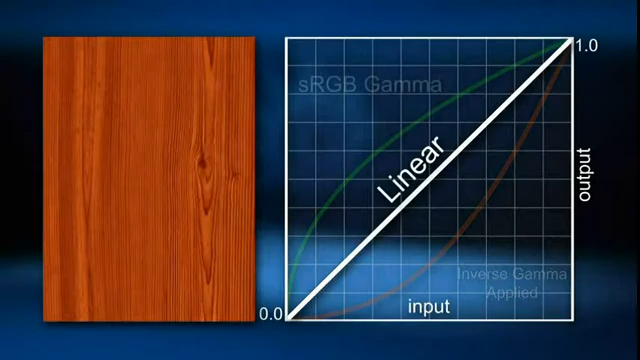 1.0
sRGB Gamma
Linear
output
Inverse Gamma
Applied
0.0
input